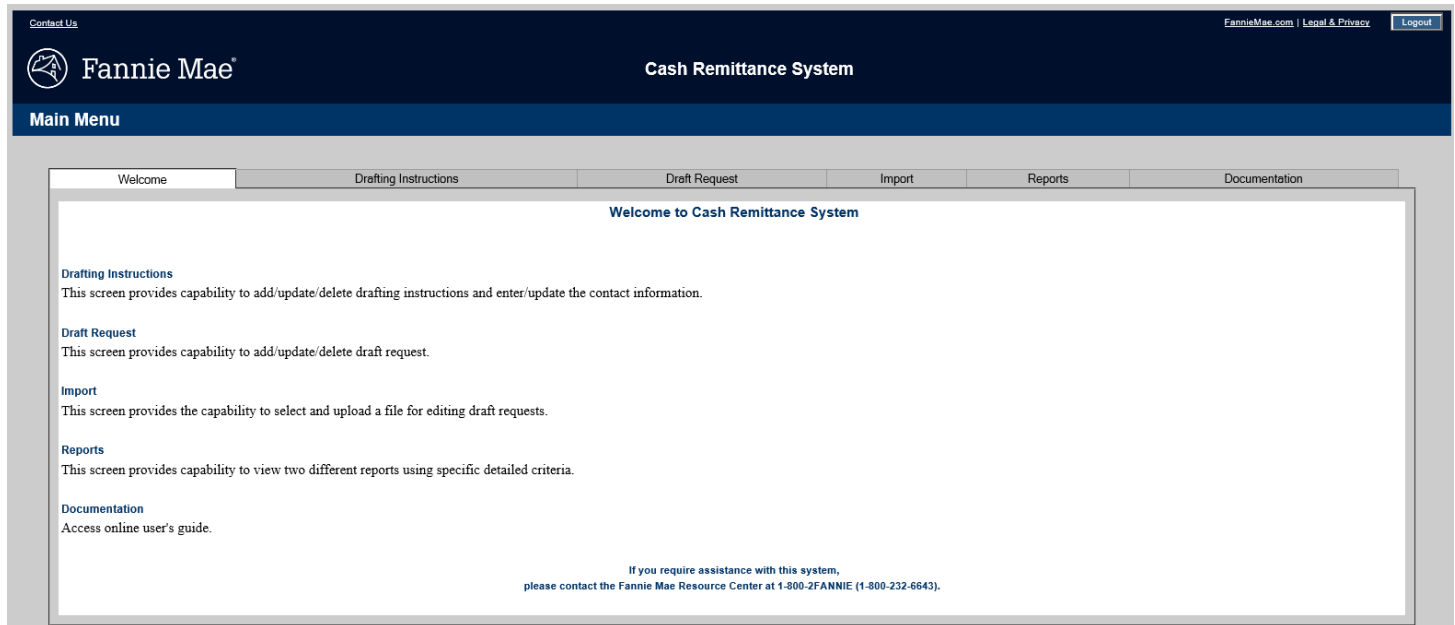 Contact Us
FannieMae.com | Legal & Privacy
Logout
Fannie Mae®
Cash Remittance System
Main Menu
Welcome
Drafting Instructions
Draft Request
Import
Reports
Documentation
Welcome to Cash Remittance System
Drafting Instructions
This screen provides capability to add/update/delete drafting instructions and enter/update the contact information.
Draft Request
This screen provides capability to add/update/delete draft request.
Import
This screen provides the capability to select and upload a file for editing draft requests.
Reports
This screen provides capability to view two different reports using specific detailed criteria.
Documentation
Access online user's guide.
If you require assistance with this system,
please contact the Fannie Mae Resource Center at 1-800-2FANNIE (1-800-232-6643).